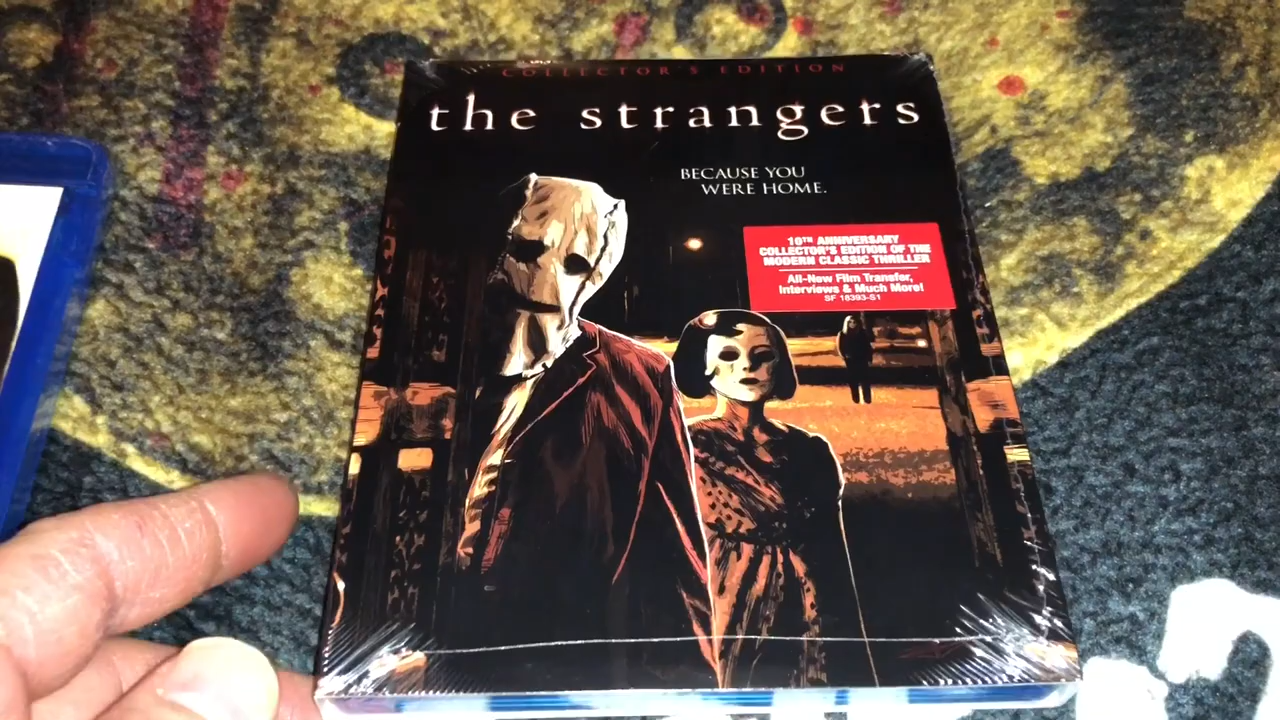 COLLECTOR'S EDITION
the strangers
BECAUSE YOU
WERE HOME.
10TH ANNIVERSARY
COLLECTOR'S EDITION OF THE
MODERN CLASSIC THRILLER
All-New Film Transfer,
Interviews & Much More!
SF 18393-S1